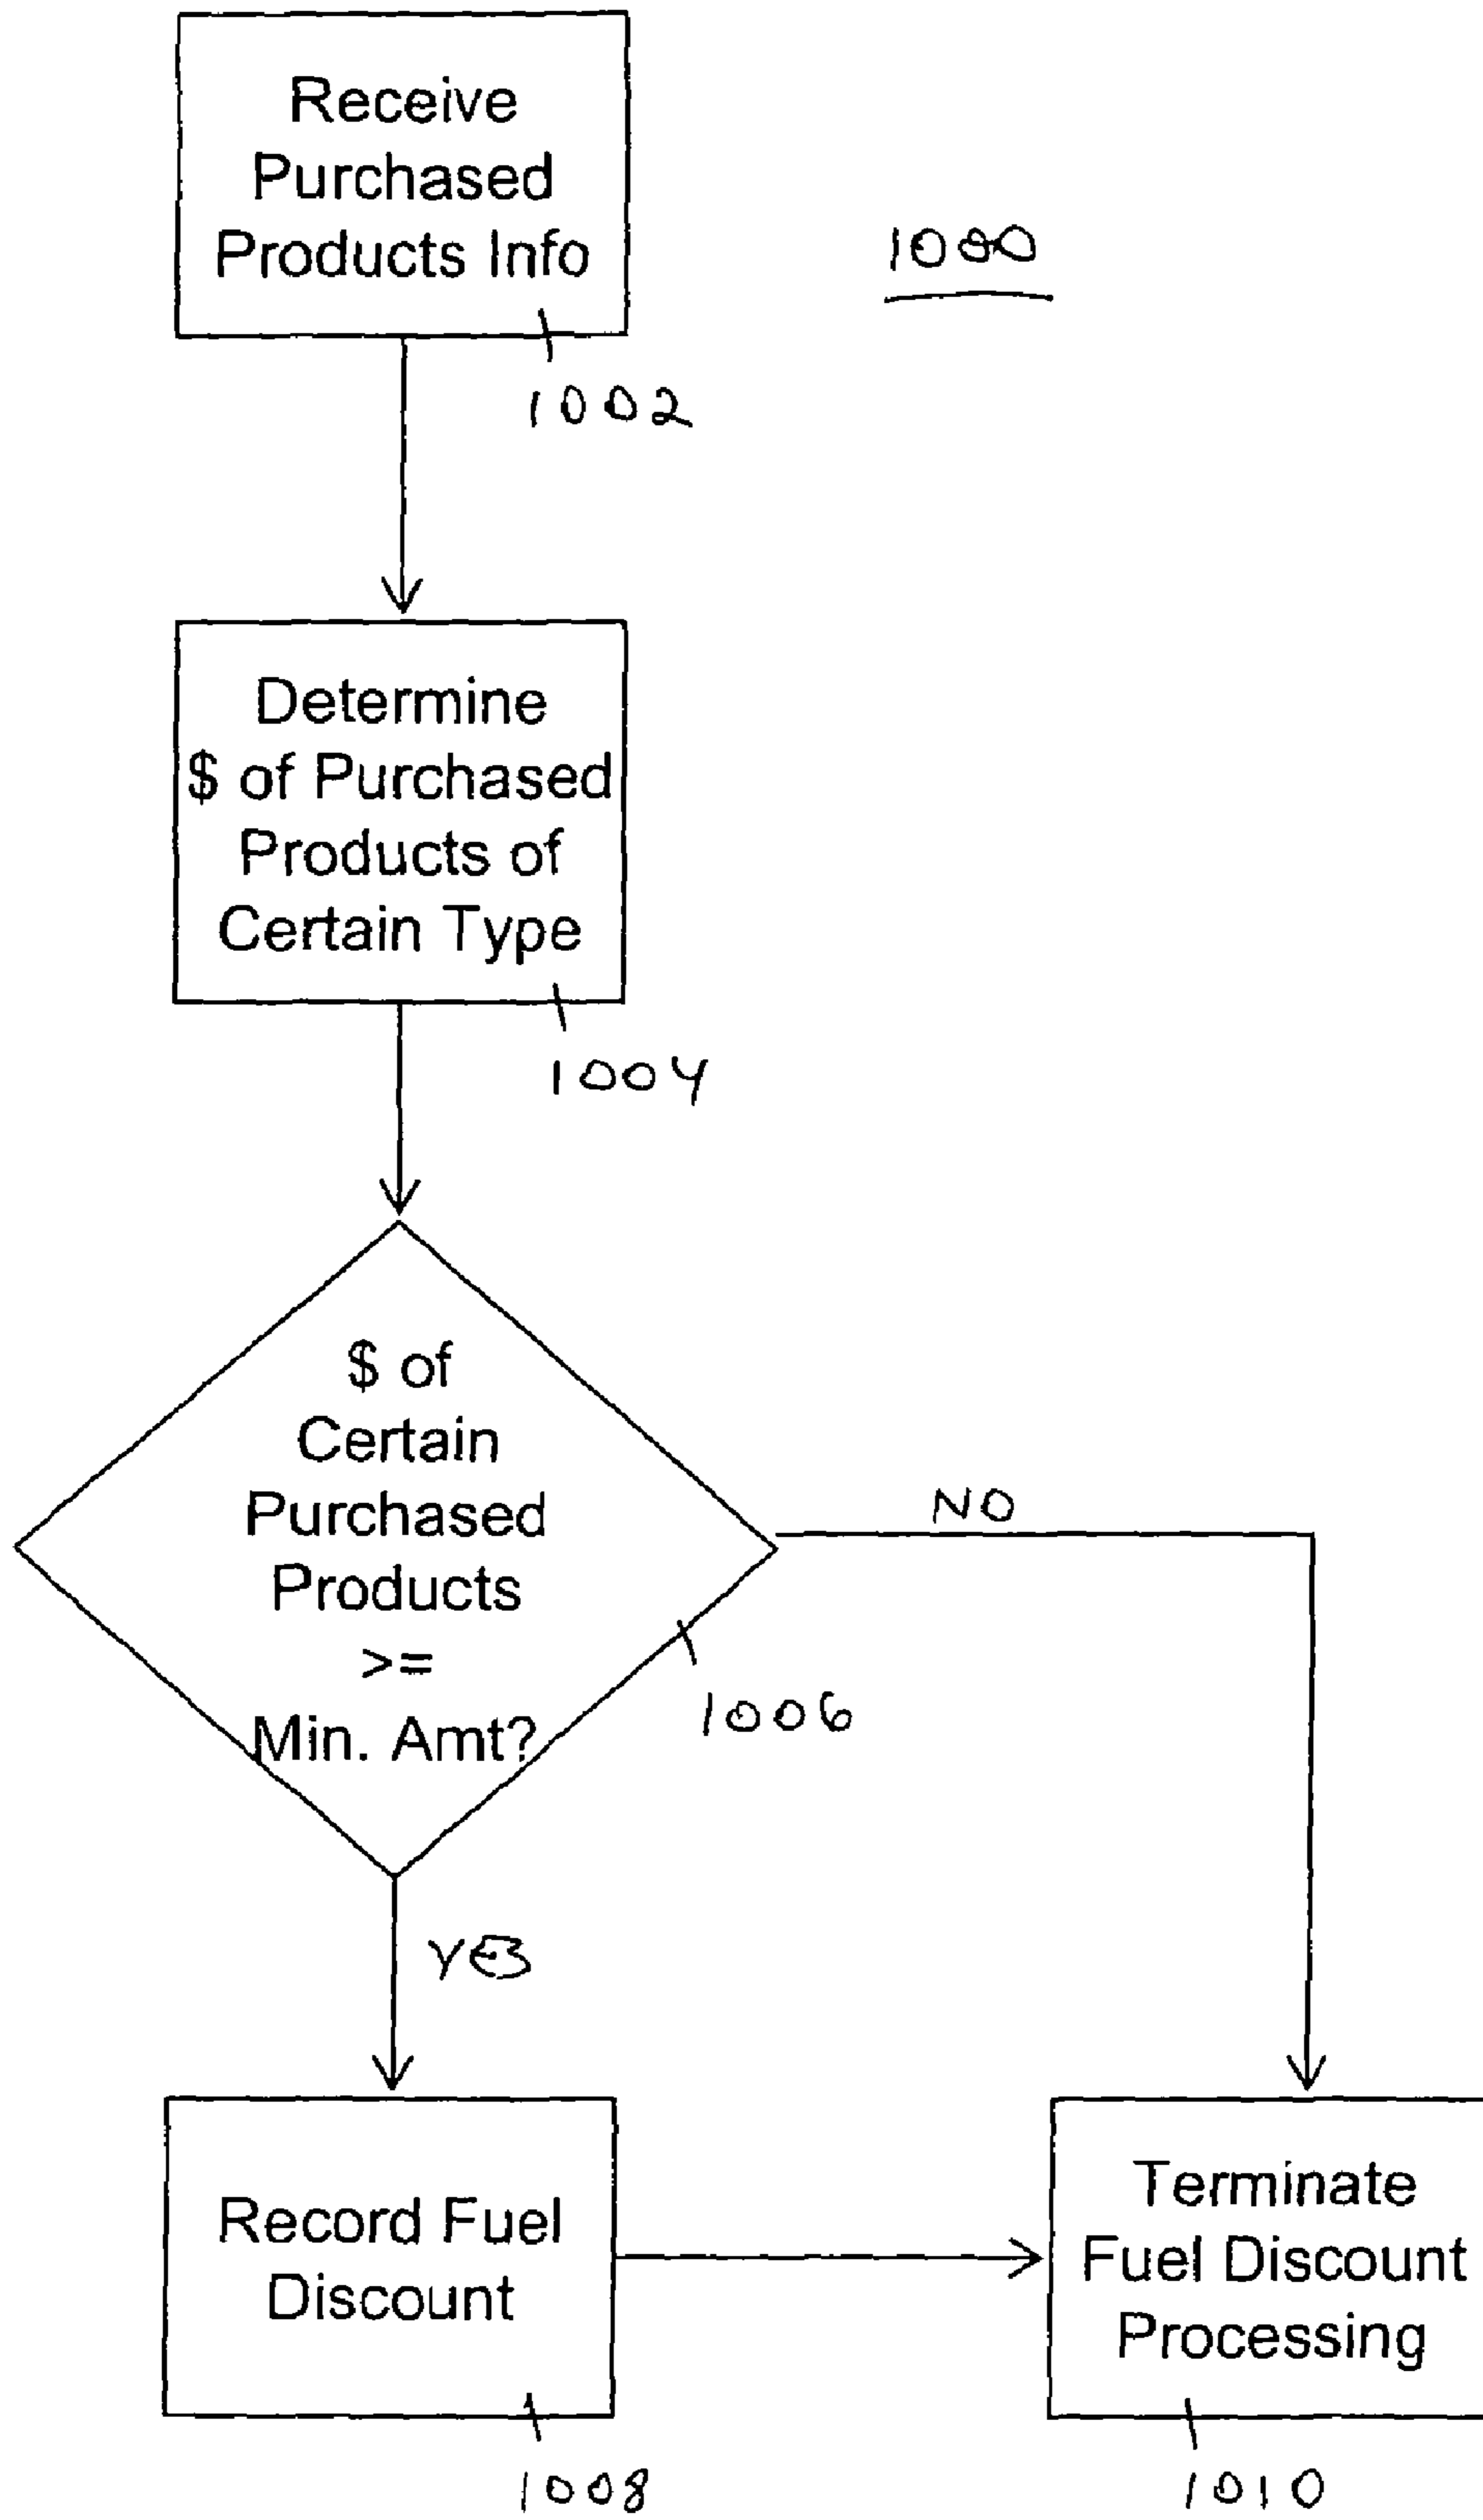 Receive
Purchased
Products Info
1000
1002
Determine
$ of Purchased
Products of
Certain Type
1004
$ of
Certain
Purchased
Products
>=
Min. Amt?
NO
1006
YES
Record Fuel
Discount
Terminate
Fuel Discount
Processing
1008
1010